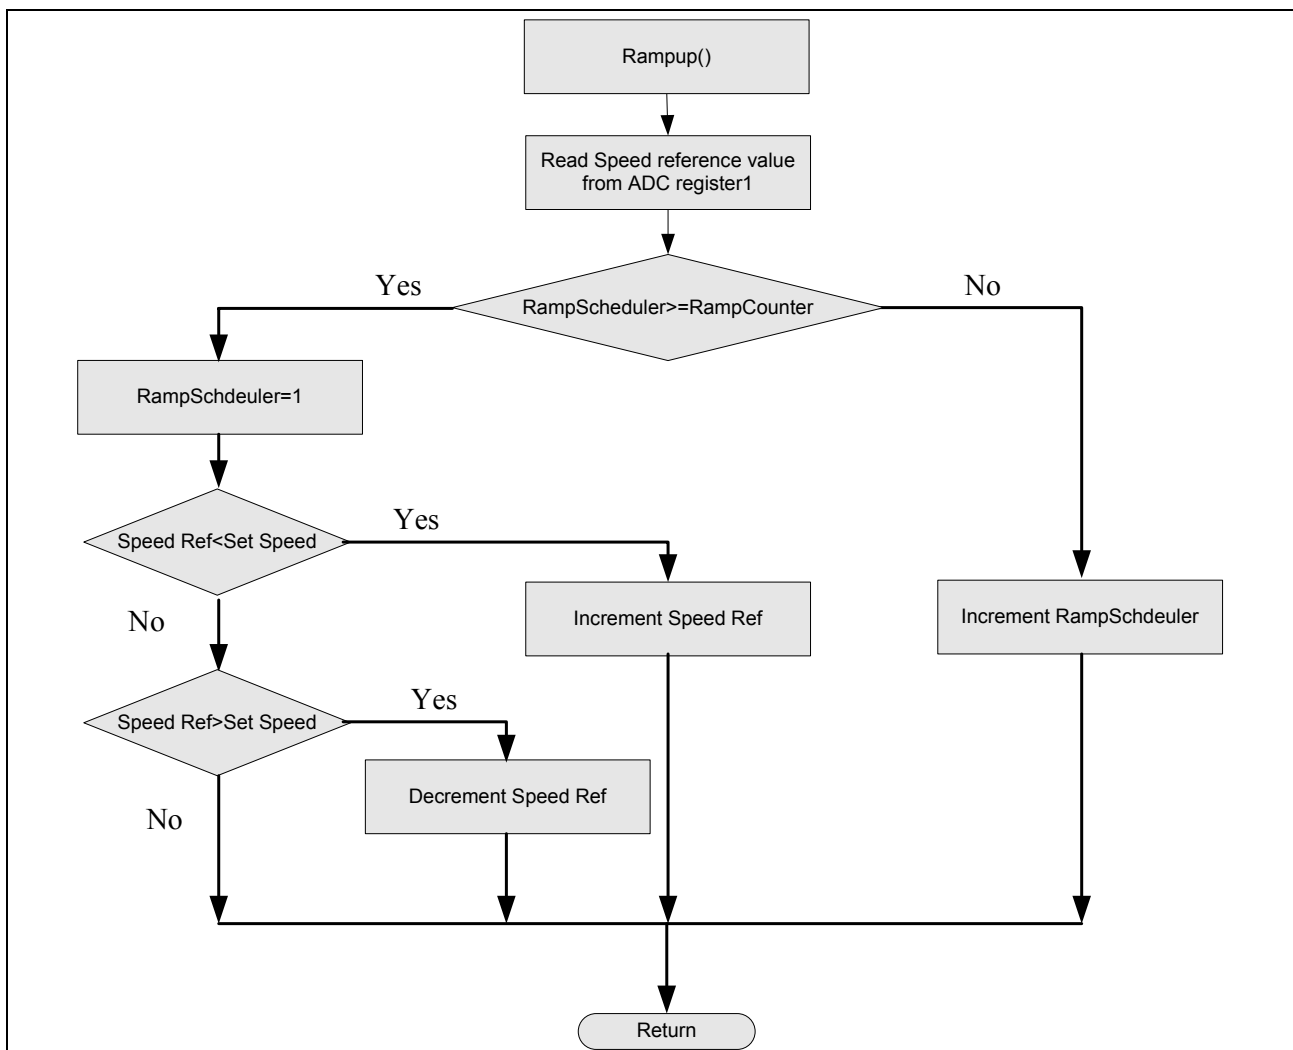 Rampup()
Read Speed reference value
from ADC register1
Yes
No
RampScheduler>=RampCounter
RampSchdeuler=1
Yes
Speed Ref<Set Speed
Increment Speed Ref
Increment RampSchdeuler
No
Yes
Speed Ref>Set Speed
Decrement Speed Ref
No
Return